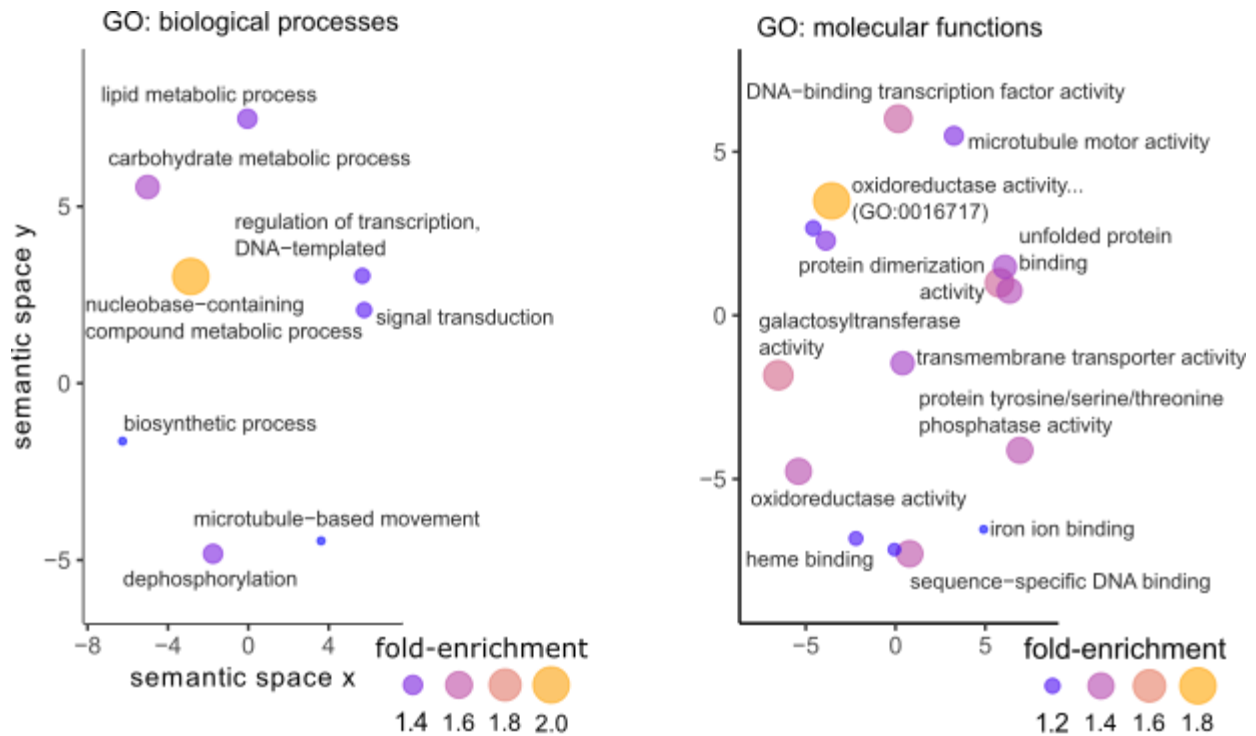 GO: biological processes
lipid metabolic process
carbohydrate metabolic process
5
regulation of transcription,
DNA−templated
nucleobase−containing
compound metabolic process
signal transduction
semantic space y
0
biosynthetic process
microtubule−based movement
−5
dephosphorylation
−8
−4
0
4
semantic space x
fold-enrichment
1.4
1.6
1.8
2.0
GO: molecular functions
DNA−binding transcription factor activity
5
microtubule motor activity
oxidoreductase activity...
(GO:0016717)
unfolded protein
binding
protein dimerization
activity
0
galactosyltransferase
activity
transmembrane transporter activity
protein tyrosine/serine/threonine
phosphatase activity
−5
oxidoreductase activity
iron ion binding
heme binding
sequence−specific DNA binding
−5
0
5
fold-enrichment
1.2
1.4
1.6
1.8